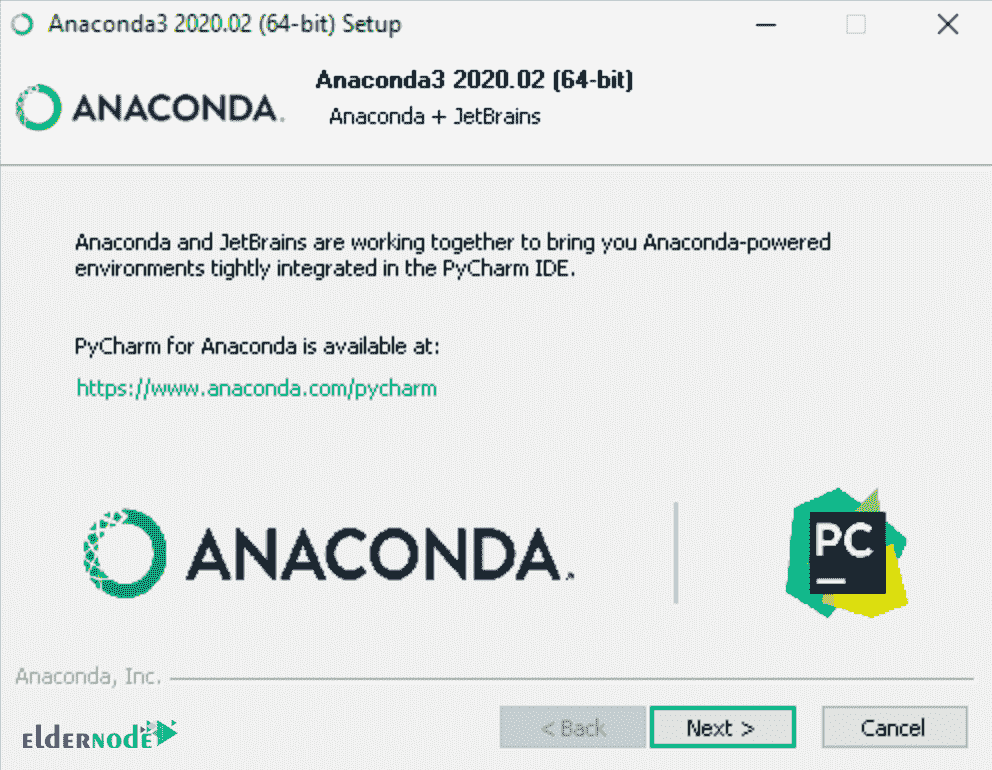 Anaconda3 2020.02 (64-bit) Setup
ANACONDA.
Anaconda3 2020.02 (64-bit)
Anaconda + JetBrains
Anaconda and JetBrains are working together to bring you Anaconda-powered
environments tightly integrated in the PyCharm IDE.
PyCharm for Anaconda is available at:
https://www.anaconda.com/pycharm
ANACONDA.
PC
Anaconda, Inc.
elderNode
< Back
Next >
Cancel